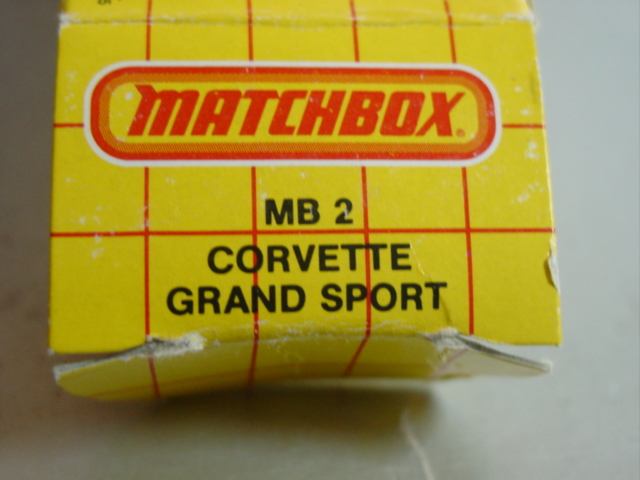 MATCHBOX
MB 2
CORVETTE
GRAND SPORT